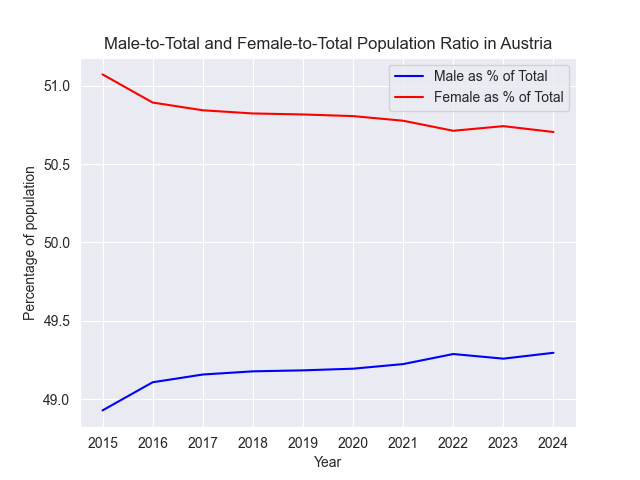 Male-to-Total and Female-to-Total Population Ratio in Austria
Male as % of Total
Female as % of Total
51.0
50.5
50.0
49.5
49.0
Percentage of population
2015 2016 2017 2018 2019 2020 2021 2022 2023 2024
Year